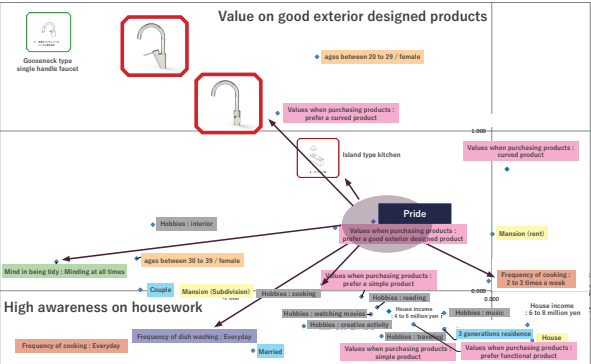 Value on good exterior designed products
Gooseneck type
single handle faucet
ages between 20 to 29 / female
Values when purchasing products :
prefer a curved product
1.000
Island type kitchen
Values when purchasing products :
curved product
Pride
Hobbies : interior
Values when purchasing products :
prefer a good exterior designed product
Mansion (rent)
Mind in being tidy : Minding at all times
ages between 30 to 39 / female
Values when purchasing products :
prefer a simple product
Frequency of cooking :
2 to 3 times a week
Couple
Mansion (Subdivision)
Hobbies : cooking
Hobbies : reading
0.000
0.000
High awareness on housework
Hobbies : watching movies
House income
: 4 to 6 million yen
Hobbies : music
House income
: 6 to 8 million yen
Hobbies : creative activity
Frequency of dish washing : Everyday
Hobbies : traveling
3 generations residence
House
Frequency of cooking : Everyday
Married
Values when purchasing products :
simple product
Values when purchasing products :
prefer functional product